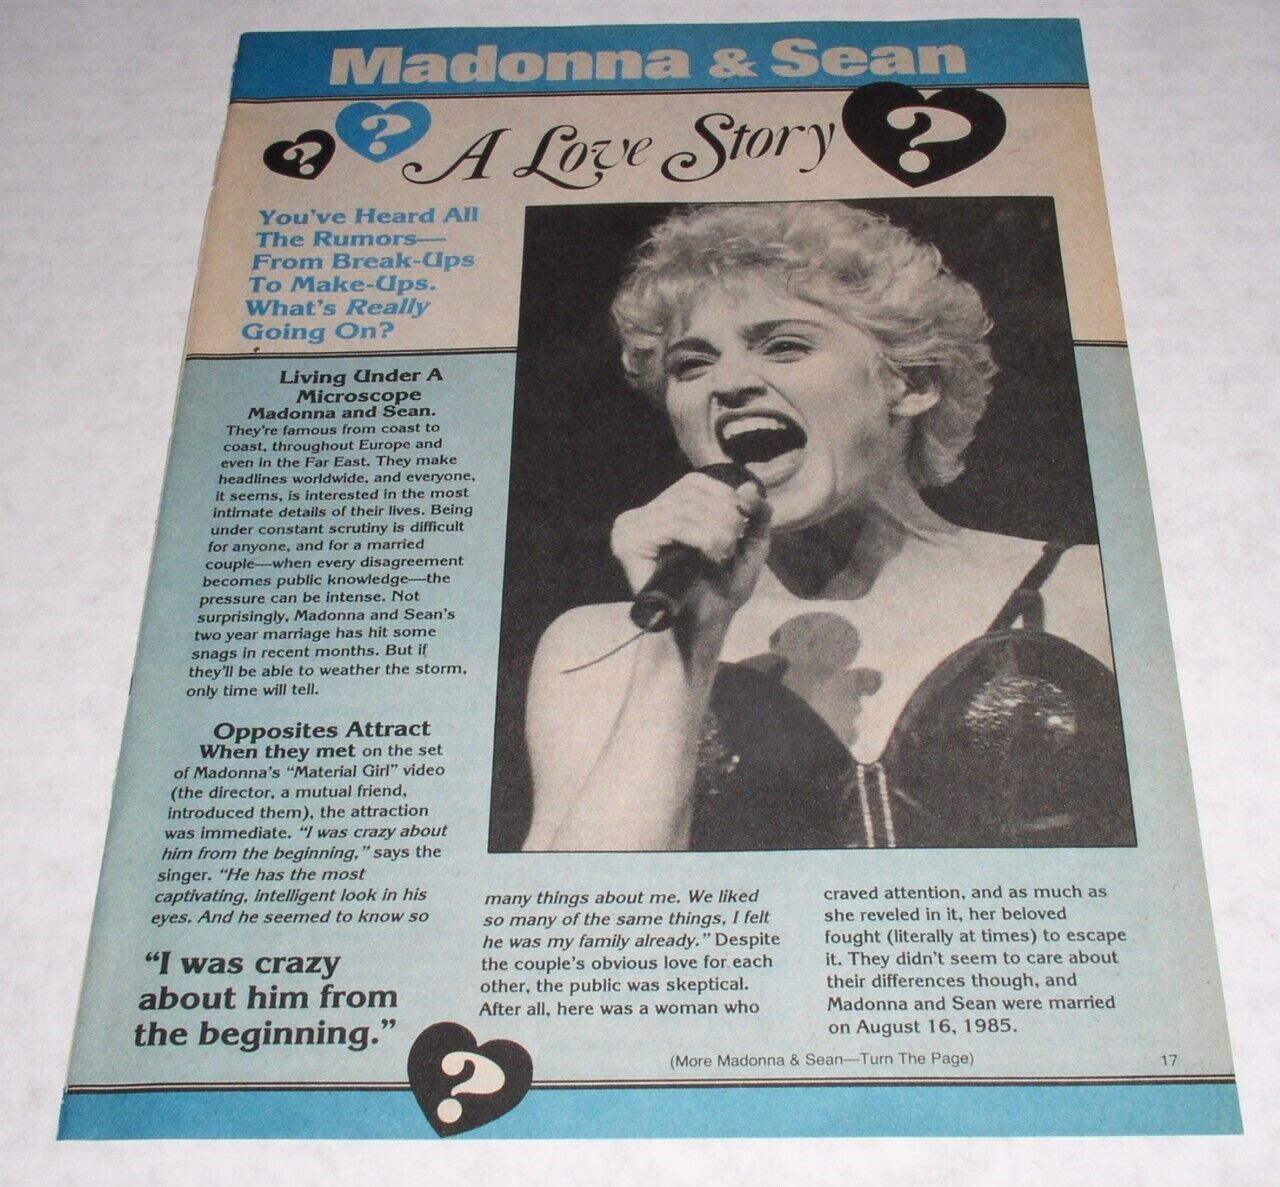 Madonna & Sean
? ? A Love Story ?
You've Heard All
The Rumors—
From Break-Ups
To Make-Ups.
What's Really
Going On?
Living Under A
Microscope
Madonna and Sean.
They're famous from coast to
coast, throughout Europe and
even in the Far East. They make
headlines worldwide, and everyone,
it seems, is interested in the most
intimate details of their lives. Being
under constant scrutiny is difficult
for anyone, and for a married
couple—when every disagreement
becomes public knowledge—the
pressure can be intense. Not
surprisingly, Madonna and Sean's
two year marriage has hit some
snags in recent months. But if
they'll be able to weather the storm,
only time will tell.
Opposites Attract
When they met on the set
of Madonna's "Material Girl" video
(the director, a mutual friend,
introduced them), the attraction
was immediate. "I was crazy about
him from the beginning," says the
singer. "He has the most
captivating, intelligent look in his
eyes. And he seemed to know so
"I was crazy
about him from
the beginning."
?
many things about me. We liked
so many of the same things, I felt
he was my family already." Despite
the couple's obvious love for each
other, the public was skeptical.
After all, here was a woman who
craved attention, and as much as
she reveled in it, her beloved
fought (literally at times) to escape
it. They didn't seem to care about
their differences though, and
Madonna and Sean were married
on August 16, 1985.
(More Madonna & Sean—Turn The Page)
17